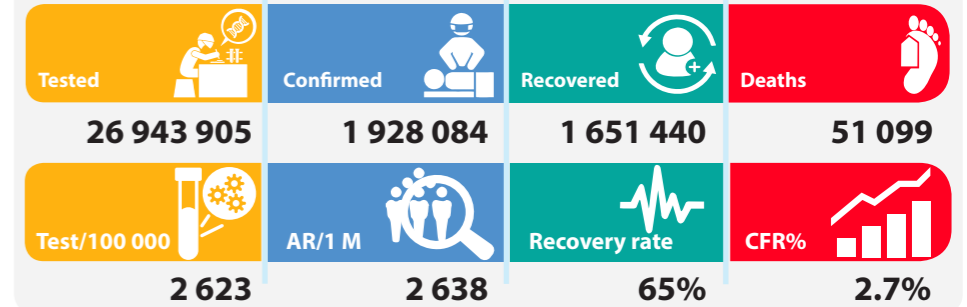 Tested Confirmed Recovered Deaths
26 943 905 1 928 084 1 651 440 51 099
Test/100 000 AR/1 M Recovery rate CFR%
2 623 2 638 65% 2.7%